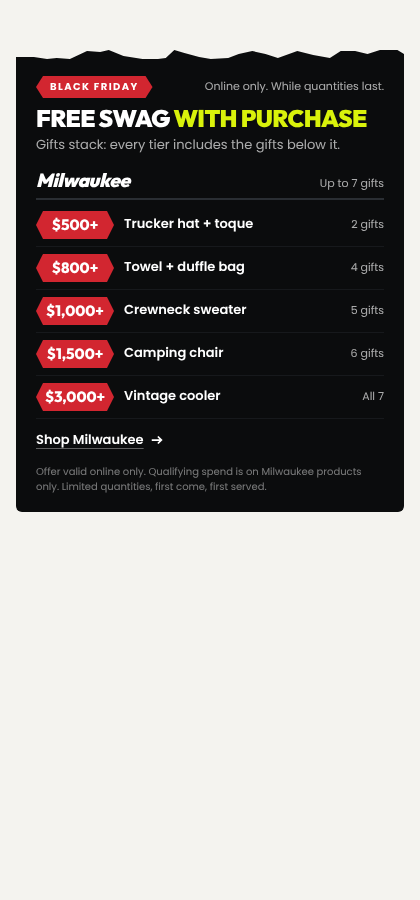 BLACK FRIDAY
Online only. While quantities last.
FREE SWAG WITH PURCHASE
Gifts stack: every tier includes the gifts below it.
Milwaukee
Up to 7 gifts
$500+ Trucker hat + toque 2 gifts
$800+ Towel + duffle bag 4 gifts
$1,000+ Crewneck sweater 5 gifts
$1,500+ Camping chair 6 gifts
$3,000+ Vintage cooler All 7
Shop Milwaukee →
Offer valid online only. Qualifying spend is on Milwaukee products
only. Limited quantities, first come, first served.